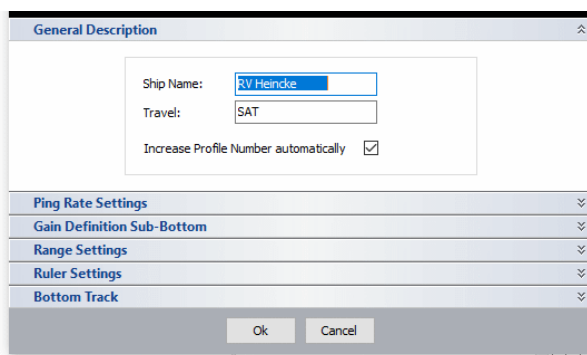 General Description
Ship Name: RV Heincke
Travel: SAT
Increase Profile Number automatically
Ping Rate Settings
Gain Definition Sub-Bottom
Range Settings
Ruler Settings
Bottom Track
Ok Cancel